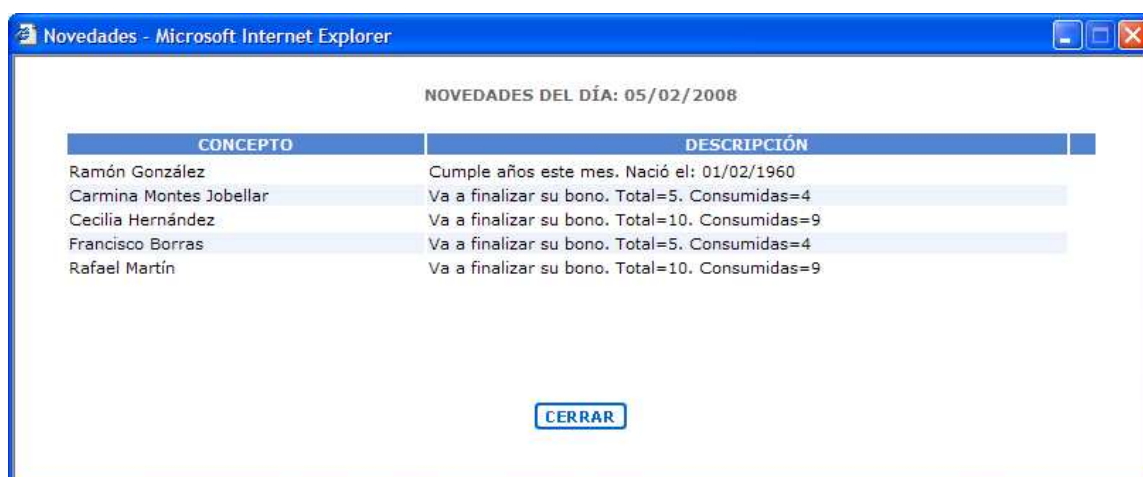 Novedades - Microsoft Internet Explorer
NOVEDADES DEL DÍA: 05/02/2008
CONCEPTO DESCRIPCIÓN
Ramón González Cumple años este mes. Nació el: 01/02/1960
Carmina Montes Jobellar Va a finalizar su bono. Total=5. Consumidas=4
Cecilia Hernández Va a finalizar su bono. Total=10. Consumidas=9
Francisco Borras Va a finalizar su bono. Total=5. Consumidas=4
Rafael Martín Va a finalizar su bono. Total=10. Consumidas=9
CERRAR